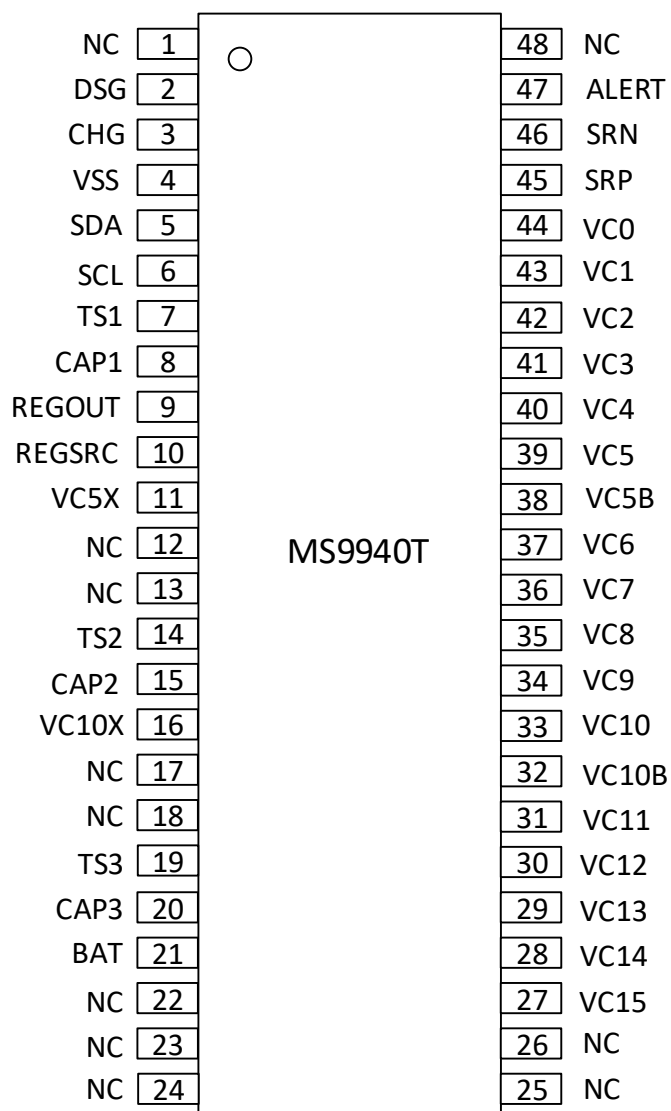 NC 1 48 NC
DSG 2 47 ALERT
CHG 3 46 SRN
VSS 4 45 SRP
SDA 5 44 VC0
SCL 6 43 VC1
TS1 7 42 VC2
CAP1 8 41 VC3
REGOUT 9 40 VC4
REGSRC 10 39 VC5
VC5X 11 38 VC5B
NC 12 MS9940T 37 VC6
NC 13 36 VC7
TS2 14 35 VC8
CAP2 15 34 VC9
VC10X 16 33 VC10
NC 17 32 VC10B
NC 18 31 VC11
TS3 19 30 VC12
CAP3 20 29 VC13
BAT 21 28 VC14
NC 22 27 VC15
NC 23 26 NC
NC 24 25 NC